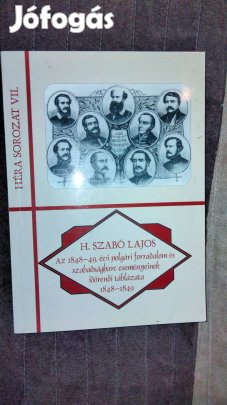 Jófogás
HÉRA SOROZAT VII.
H. SZABÓ LAJOS
Az 1848–49. évi polgári forradalom és
szabadságharc eseményeinek
időrendi táblázata
1848–1849